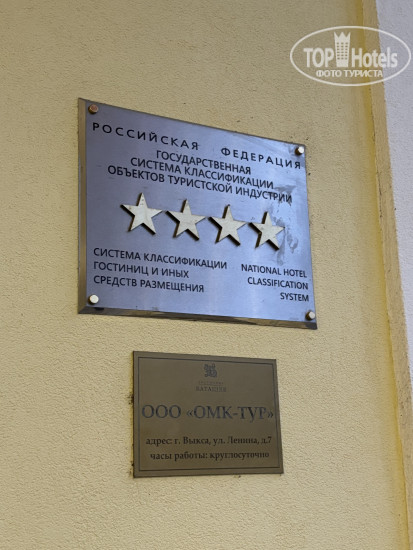 TOP Hotels
ФОТО ТУРИСТА
РОССИЙСКАЯ ФЕДЕРАЦИЯ
ГОСУДАРСТВЕННАЯ
СИСТЕМА КЛАССИФИКАЦИИ
ОБЪЕКТОВ ТУРИСТСКОЙ ИНДУСТРИИ
СИСТЕМА КЛАССИФИКАЦИИ
ГОСТИНИЦ И ИНЫХ
СРЕДСТВ РАЗМЕЩЕНИЯ
NATIONAL HOTEL
CLASSIFICATION
SYSTEM
ООО «ОМК-ТУР»
адрес: г. Выкса, ул. Ленина, д.7
часы работы: круглосуточно